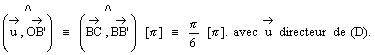 (u⃗ , OB'⃗)^ ≡ (BC⃗ , BB'⃗)^ [π] ≡ π/6 [π]. avec u⃗ directeur de (D).